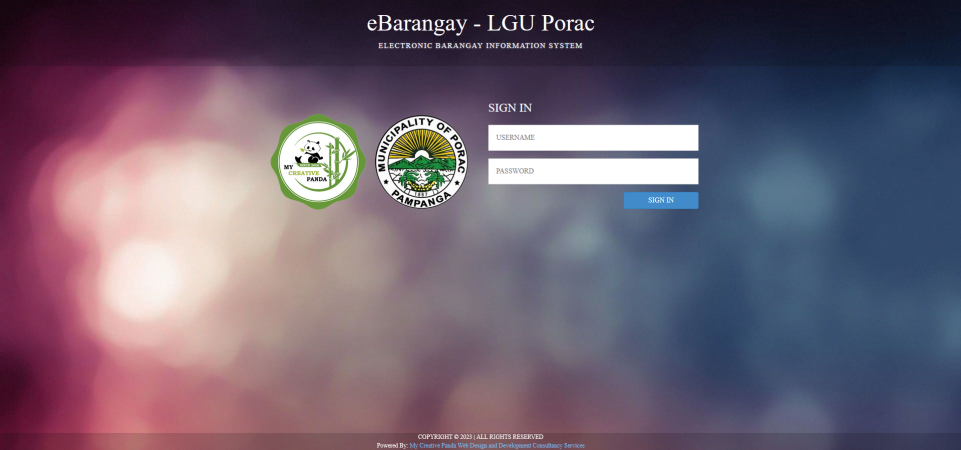 eBarangay - LGU Porac
ELECTRONIC BARANGAY INFORMATION SYSTEM
SIGN IN
USERNAME
PASSWORD
SIGN IN
MY
CREATIVE
PANDA
MUNICIPALITY OF PORAC
PAMPANGA
COPYRIGHT © 2023 | ALL RIGHTS RESERVED
Powered By: My Creative Panda Web Design and Development Consultancy Services